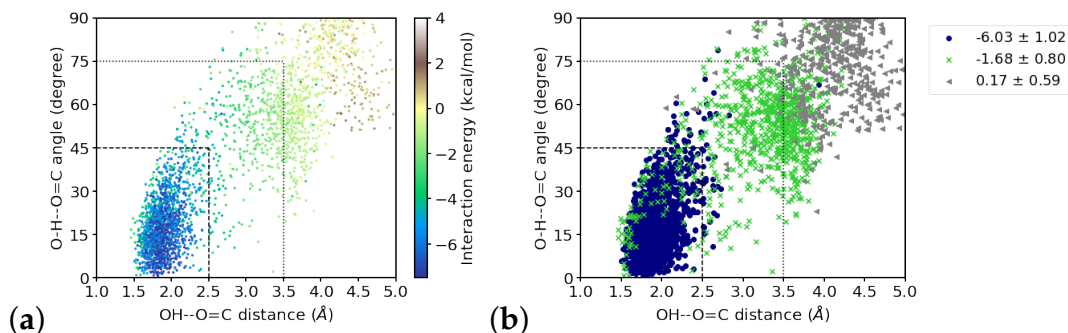 90
75
60
45
30
15
0
O-H--O=C angle (degree)
1.0 1.5 2.0 2.5 3.0 3.5 4.0 4.5 5.0
OH--O=C distance (Å)
4
2
0
−2
−4
−6
Interaction energy (kcal/mol)
(a)
90
75
60
45
30
15
0
O-H--O=C angle (degree)
1.0 1.5 2.0 2.5 3.0 3.5 4.0 4.5 5.0
OH--O=C distance (Å)
(b)
-6.03 ± 1.02
-1.68 ± 0.80
0.17 ± 0.59